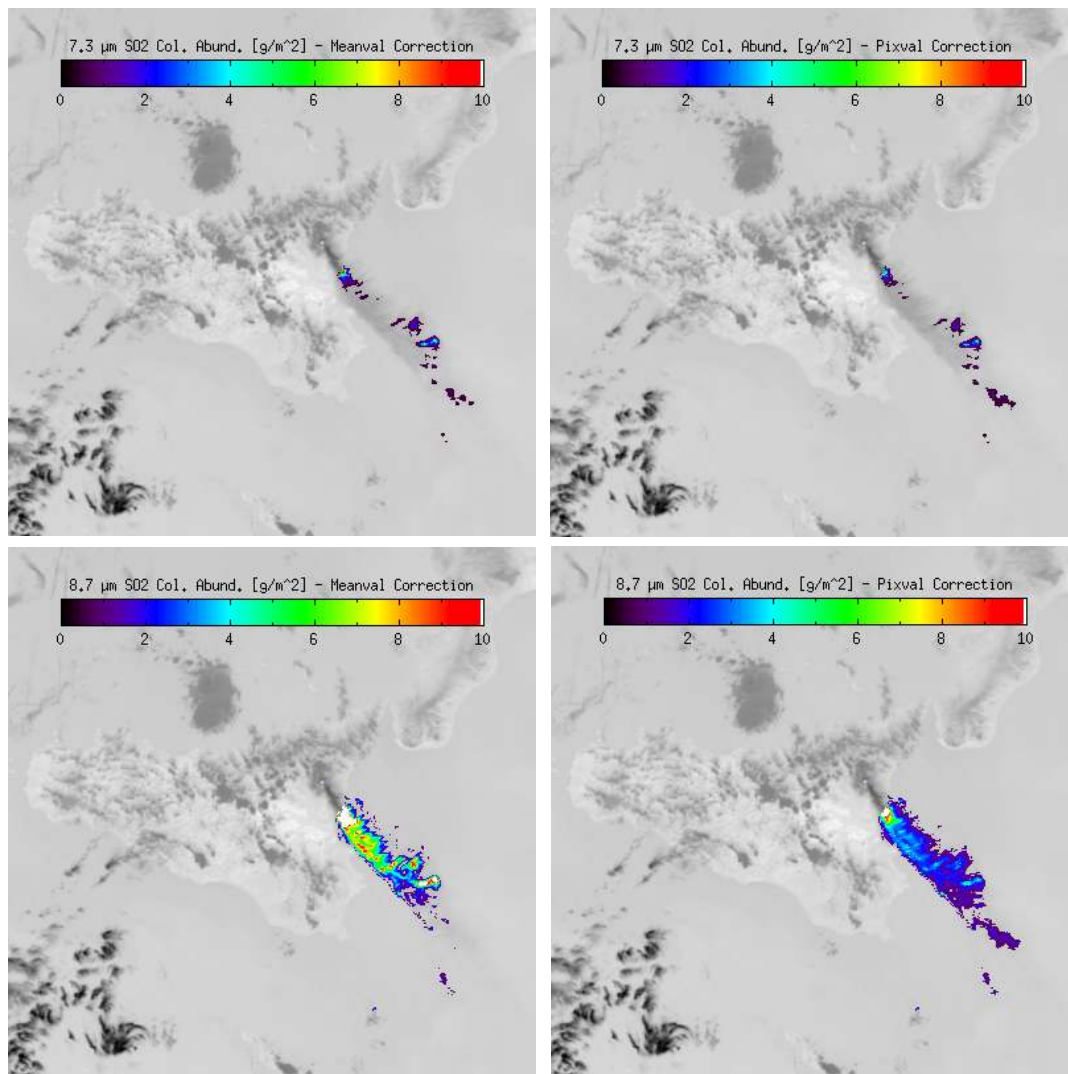 7.3 µm SO2 Col. Abund. [g/m^2] - Meanval Correction
0 2 4 6 8 10
7.3 µm SO2 Col. Abund. [g/m^2] - Pixval Correction
0 2 4 6 8 10
8.7 µm SO2 Col. Abund. [g/m^2] - Meanval Correction
0 2 4 6 8 10
8.7 µm SO2 Col. Abund. [g/m^2] - Pixval Correction
0 2 4 6 8 10